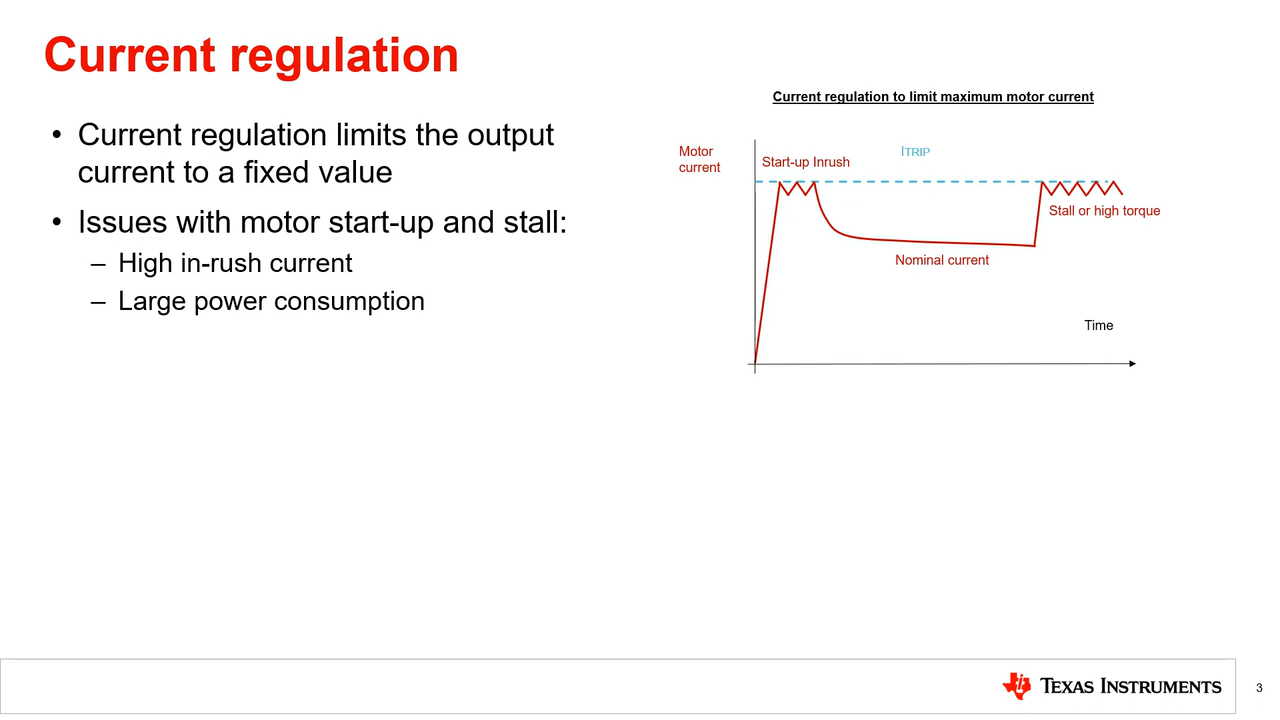 Current regulation
• Current regulation limits the output
current to a fixed value
• Issues with motor start-up and stall:
– High in-rush current
– Large power consumption
Current regulation to limit maximum motor current
Motor
current
Start-up Inrush
ITRIP
Stall or high torque
Nominal current
Time
TEXAS INSTRUMENTS
3